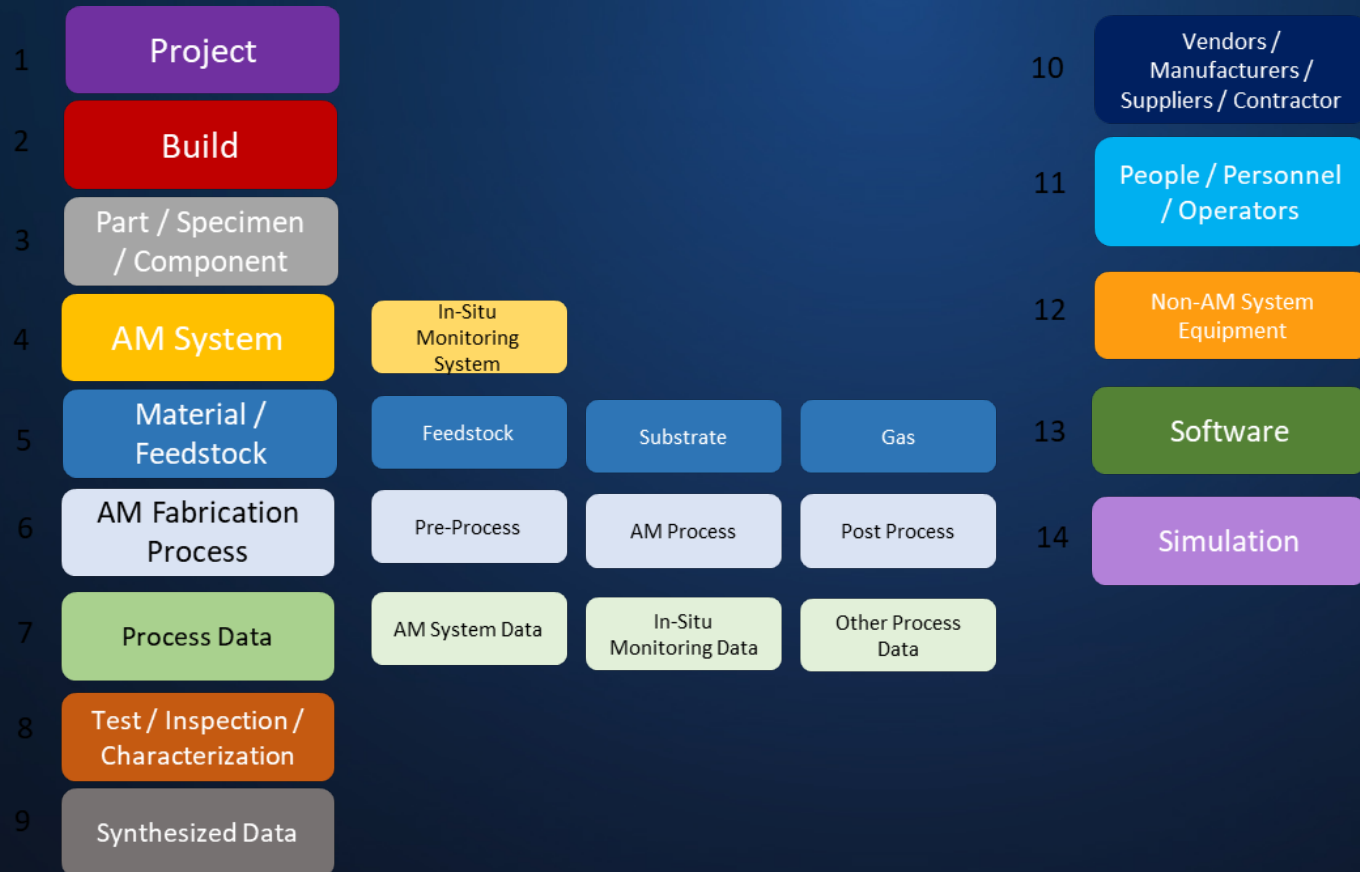 1
Project
2
Build
3
Part / Specimen
/ Component
4
AM System
In-Situ
Monitoring
System
5
Material /
Feedstock
Feedstock
Substrate
Gas
6
AM Fabrication
Process
Pre-Process
AM Process
Post Process
7
Process Data
AM System Data
In-Situ
Monitoring Data
Other Process
Data
8
Test / Inspection /
Characterization
9
Synthesized Data
10
Vendors /
Manufacturers /
Suppliers / Contractor
11
People / Personnel
/ Operators
12
Non-AM System
Equipment
13
Software
14
Simulation